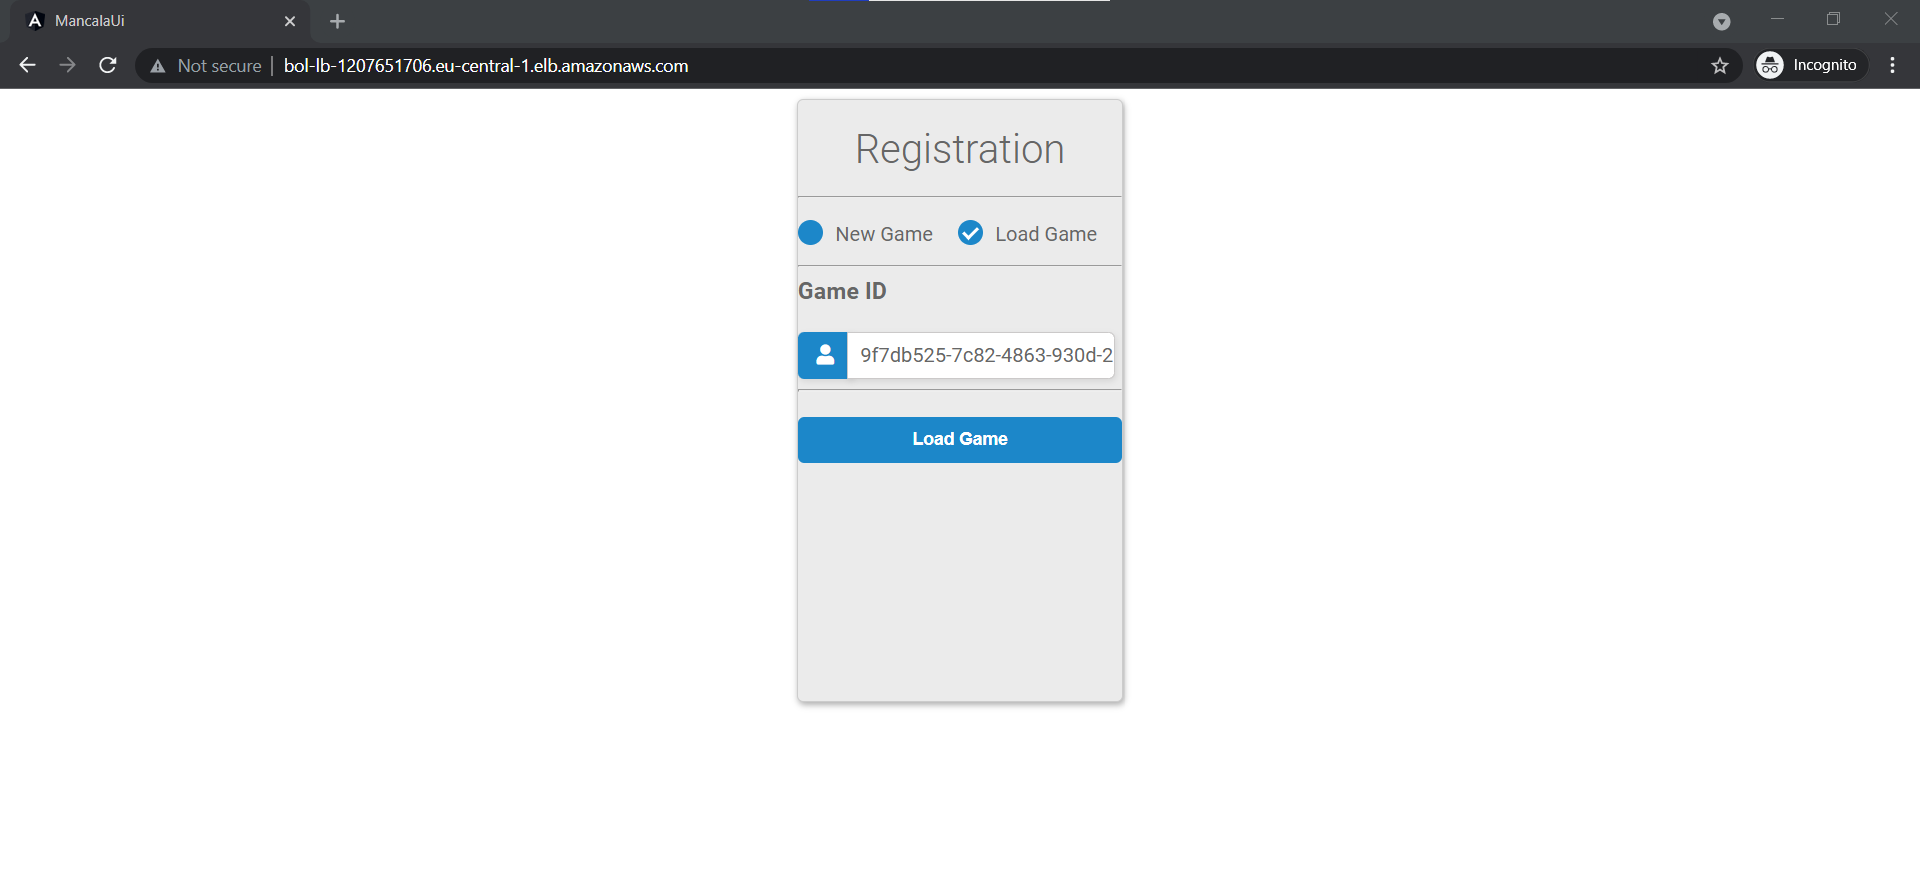 MancalaUi
Not secure
bol-lb-1207651706.eu-central-1.elb.amazonaws.com
Incognito
Registration
New Game
Load Game
Game ID
9f7db525-7c82-4863-930d-2
Load Game